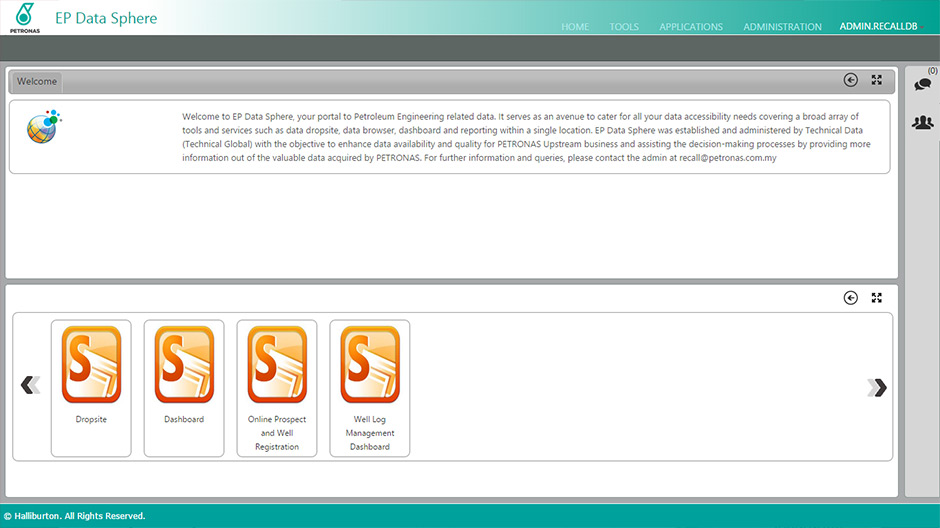 EP Data Sphere
PETRONAS
HOME TOOLS APPLICATIONS ADMINISTRATION ADMIN.RECALLDB
(0)
Welcome
Welcome to EP Data Sphere, your portal to Petroleum Engineering related data. It serves as an avenue to cater for all your data accessibility needs covering a broad array of
tools and services such as data dropsite, data browser, dashboard and reporting within a single location. EP Data Sphere was established and administered by Technical Data
(Technical Global) with the objective to enhance data availability and quality for PETRONAS Upstream business and assisting the decision-making processes by providing more
information out of the valuable data acquired by PETRONAS. For further information and queries, please contact the admin at recall@petronas.com.my
S
Dropsite
S
Dashboard
S
Online Prospect
and Well
Registration
S
Well Log
Management
Dashboard
© Halliburton. All Rights Reserved.